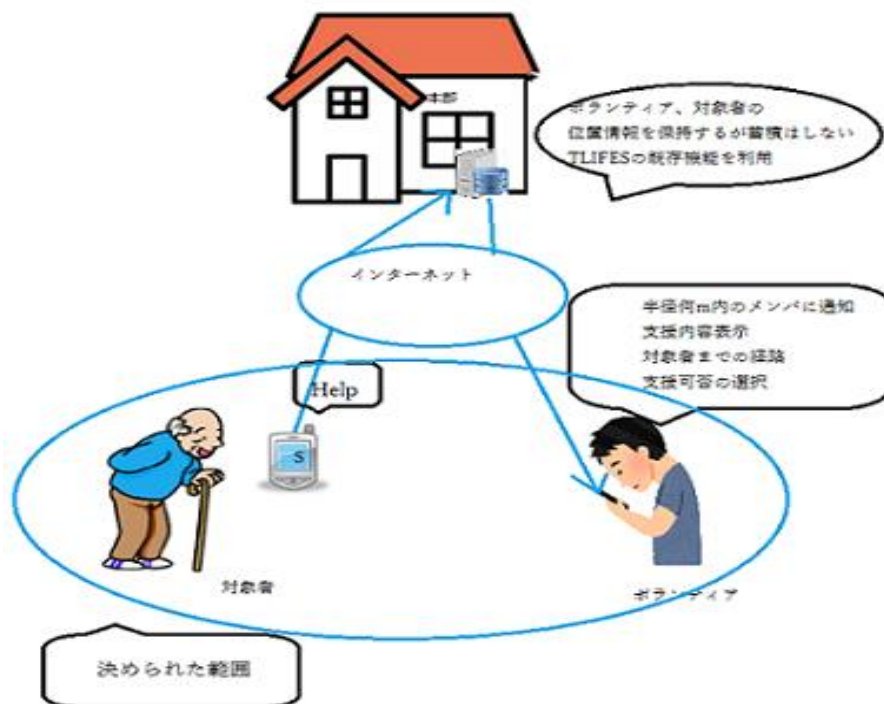 本部
ボランティア、対象者の
位置情報を保持するが蓄積はしない
TLIFESの既存機能を利用
インターネット
半径何m内のメンバに通知
支援内容表示
対象者までの経路
支援可否の選択
Help
S
対象者
ボランティア
決められた範囲